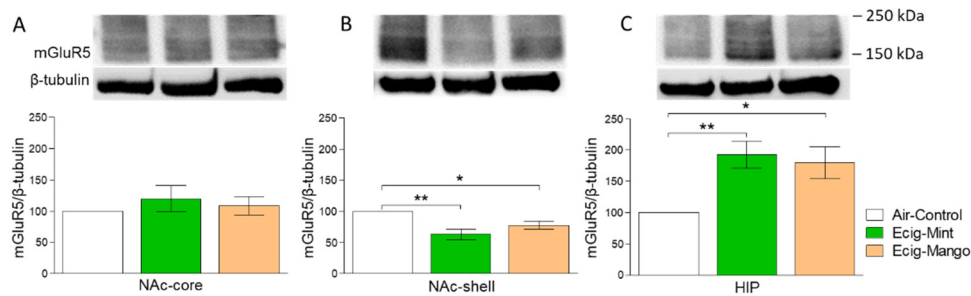 A
B
C
mGluR5
β-tubulin
250 kDa
150 kDa
mGluR5/β-tubulin
250
200
150
100
50
0
NAc-core
mGluR5/β-tubulin
250
200
150
100
50
0
**
*
NAc-shell
mGluR5/β-tubulin
250
200
150
100
50
0
**
*
HIP
Air-Control
Ecig-Mint
Ecig-Mango